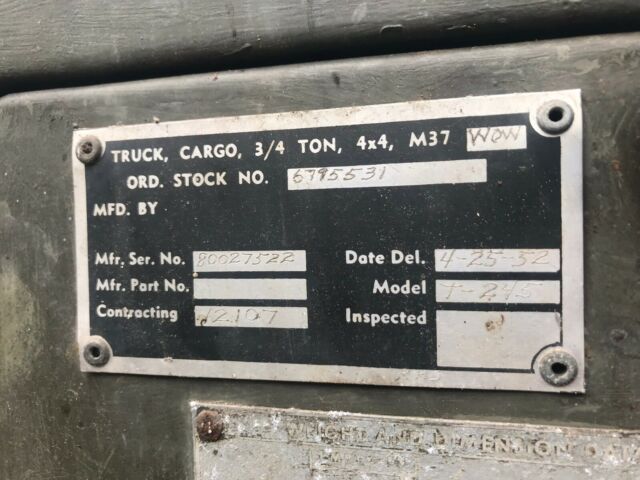 TRUCK, CARGO, 3/4 TON, 4x4, M37 WOW
ORD. STOCK NO. 6795531
MFD. BY
Mfr. Ser. No. 80027522 Date Del. 4-25-52
Mfr. Part No. Model T-245
Contracting 12107 Inspected
WEIGHT AND DIMENSION